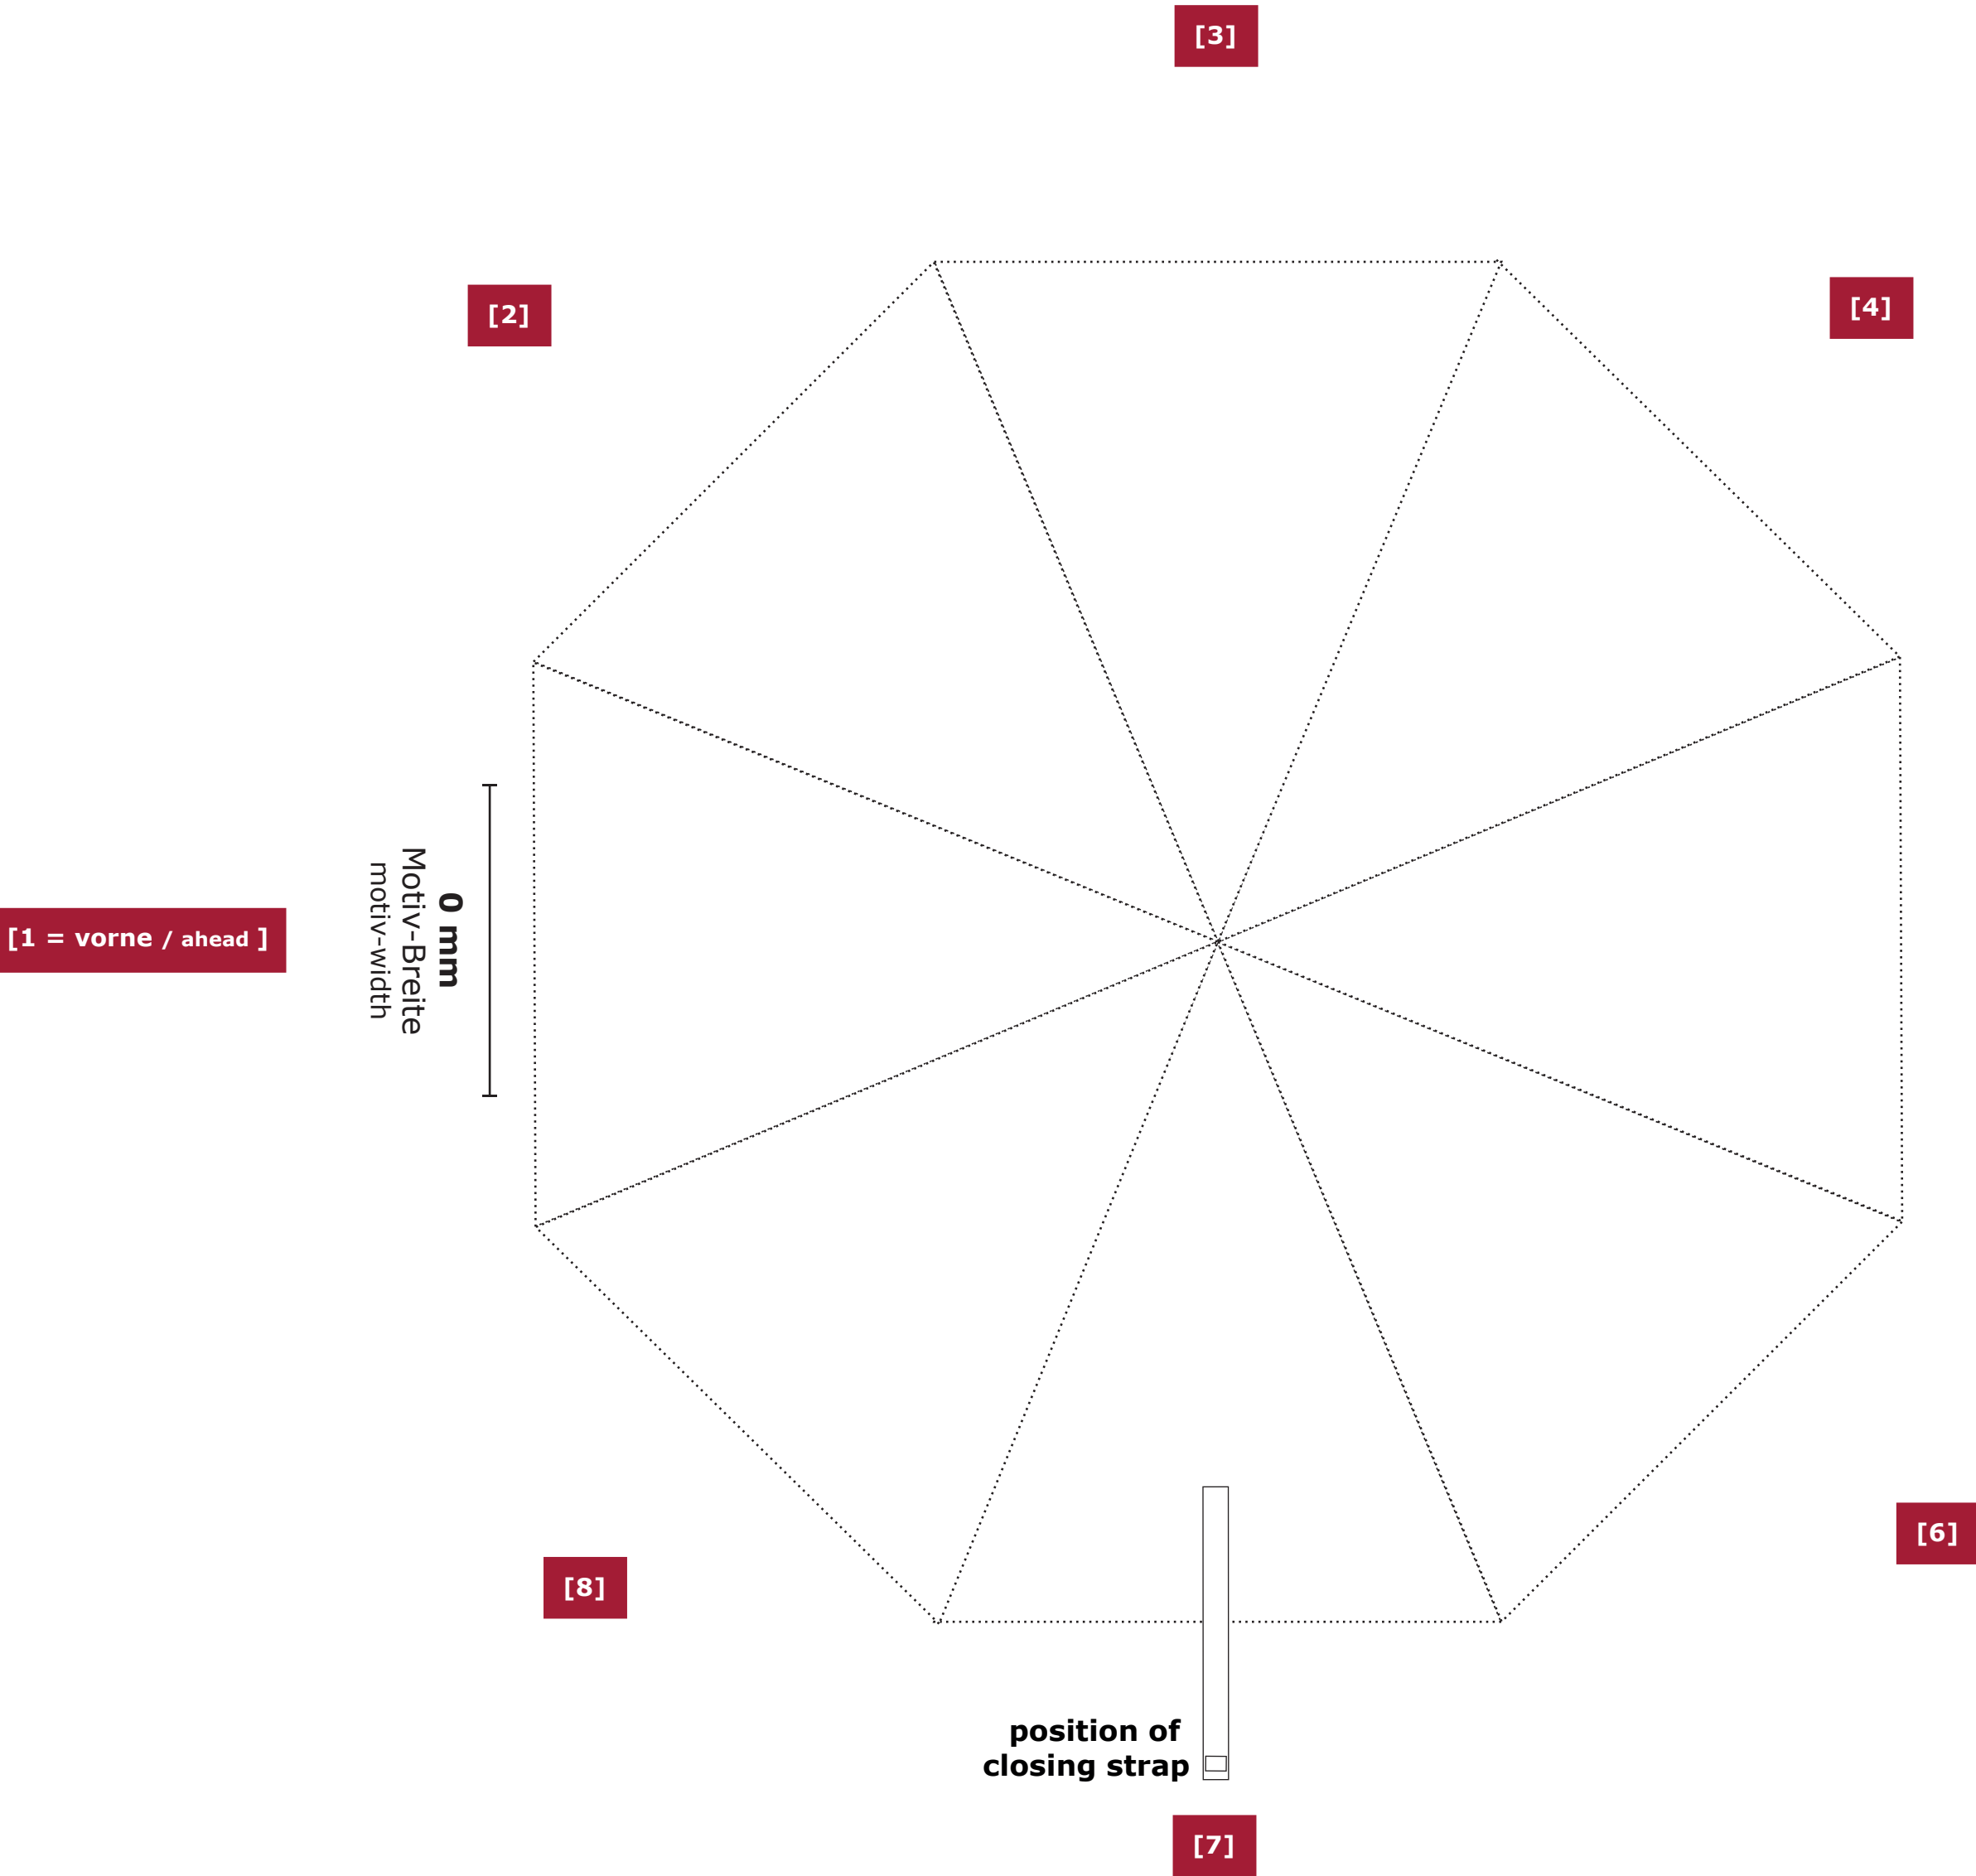 [3]
[2]
[4]
[1 = vorne / ahead ]
0 mm
Motiv-Breite
motiv-width
[6]
[8]
position of
closing strap
[7]